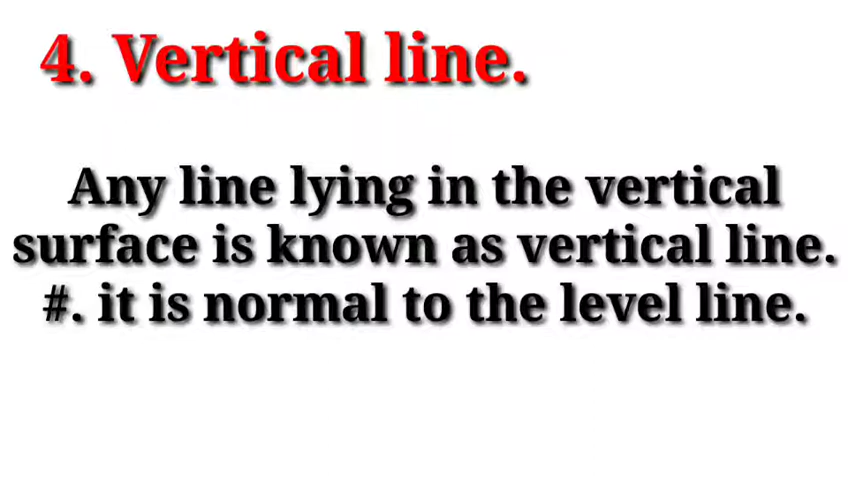 4. Vertical line.
Any line lying in the vertical
surface is known as vertical line.
#. it is normal to the level line.